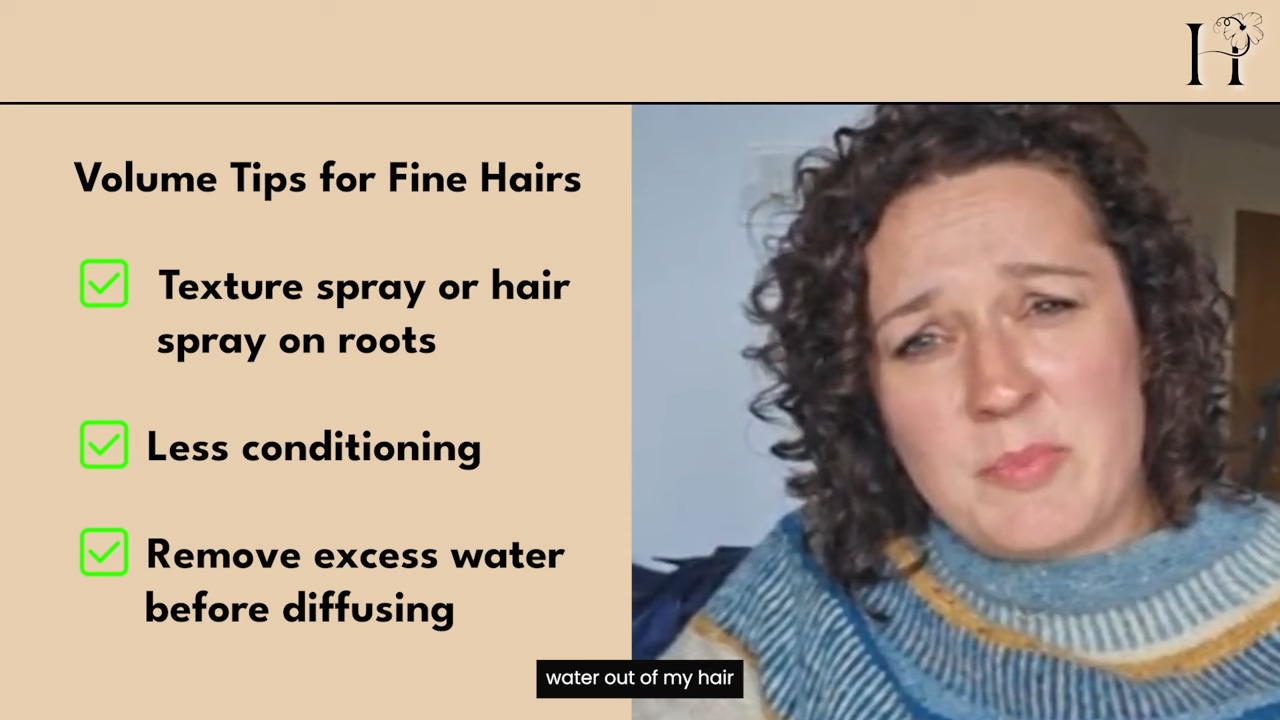 H
Volume Tips for Fine Hairs
Texture spray or hair
spray on roots
Less conditioning
Remove excess water
before diffusing
water out of my hair